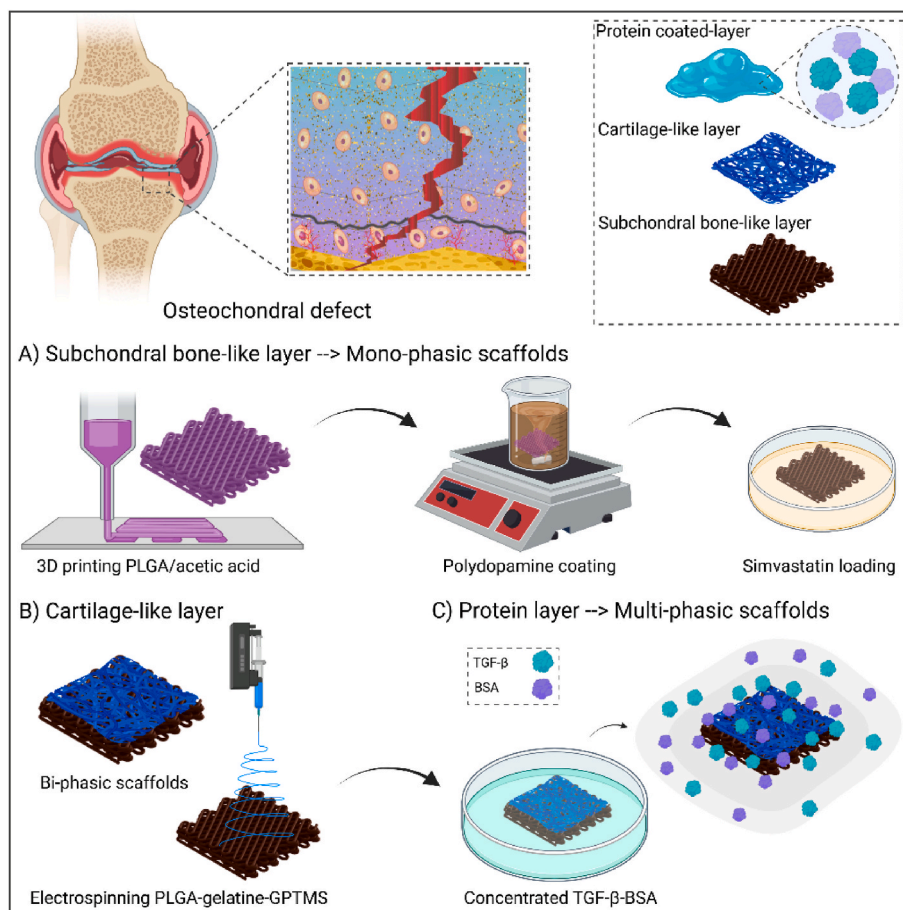 Protein coated-layer
Cartilage-like layer
Subchondral bone-like layer
Osteochondral defect
A) Subchondral bone-like layer --> Mono-phasic scaffolds
3D printing PLGA/acetic acid
Polydopamine coating
Simvastatin loading
B) Cartilage-like layer
Bi-phasic scaffolds
Electrospinning PLGA-gelatine-GPTMS
C) Protein layer --> Multi-phasic scaffolds
TGF-β
BSA
Concentrated TGF-β-BSA